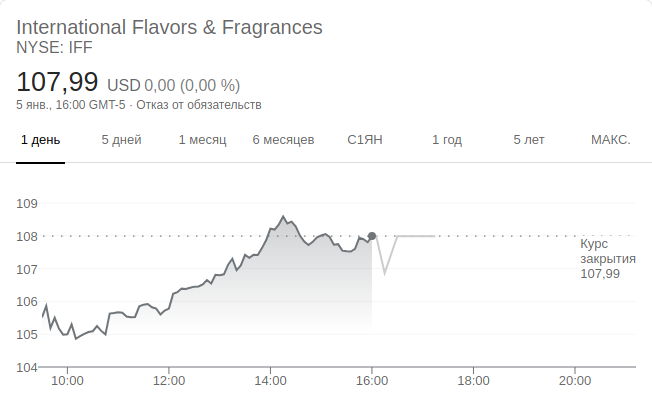 International Flavors & Fragrances
NYSE: IFF
107,99 USD 0,00 (0,00 %)
5 янв., 16:00 GMT-5 · Отказ от обязательств
1 день 5 дней 1 месяц 6 месяцев С1ЯН 1 год 5 лет МАКС.
109
108
Курс
закрытия
107,99
107
106
105
104
10:00 12:00 14:00 16:00 18:00 20:00